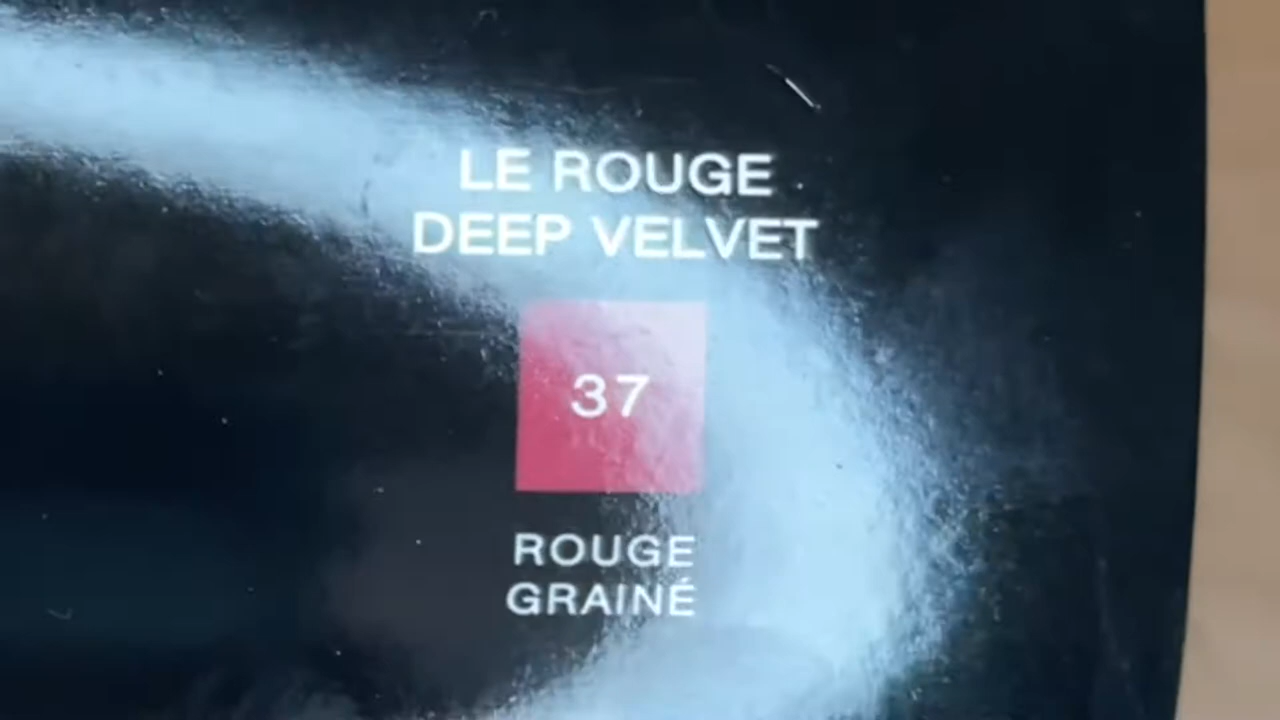 LE ROUGE
DEEP VELVET
37
ROUGE
GRAINÉ